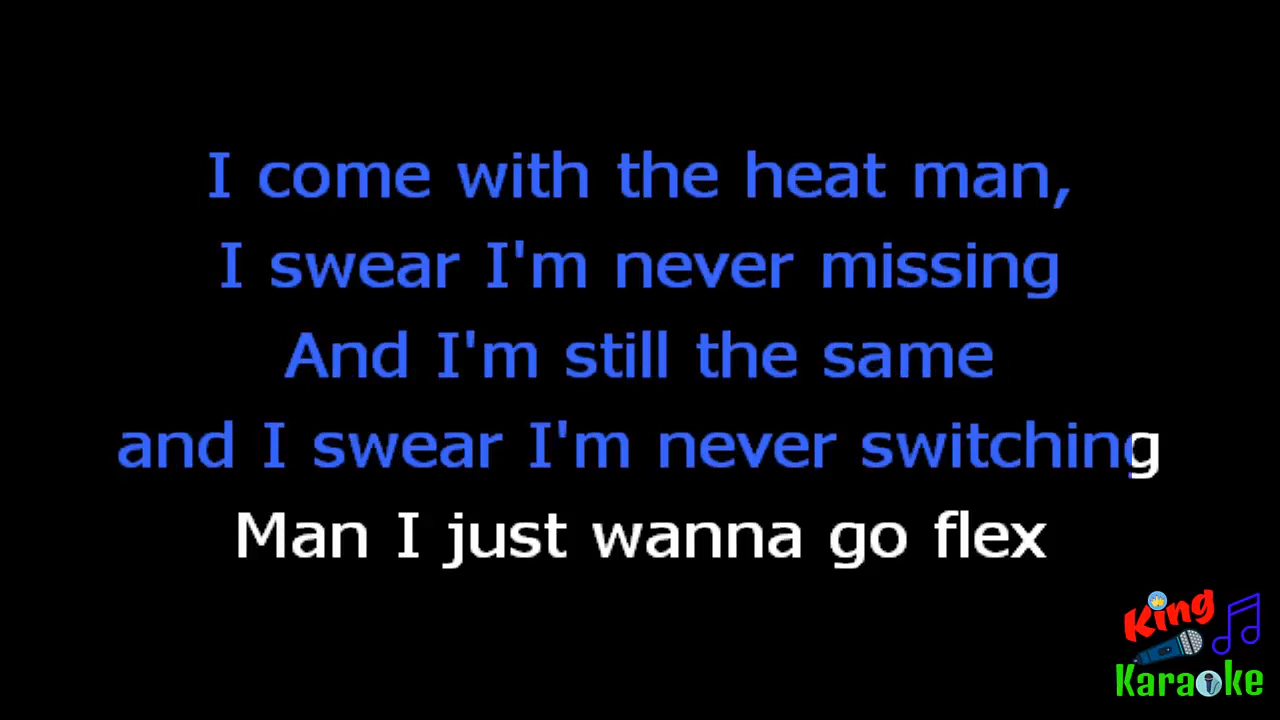 I come with the heat man,
I swear I'm never missing
And I'm still the same
and I swear I'm never switching
Man I just wanna go flex
King
Karaoke